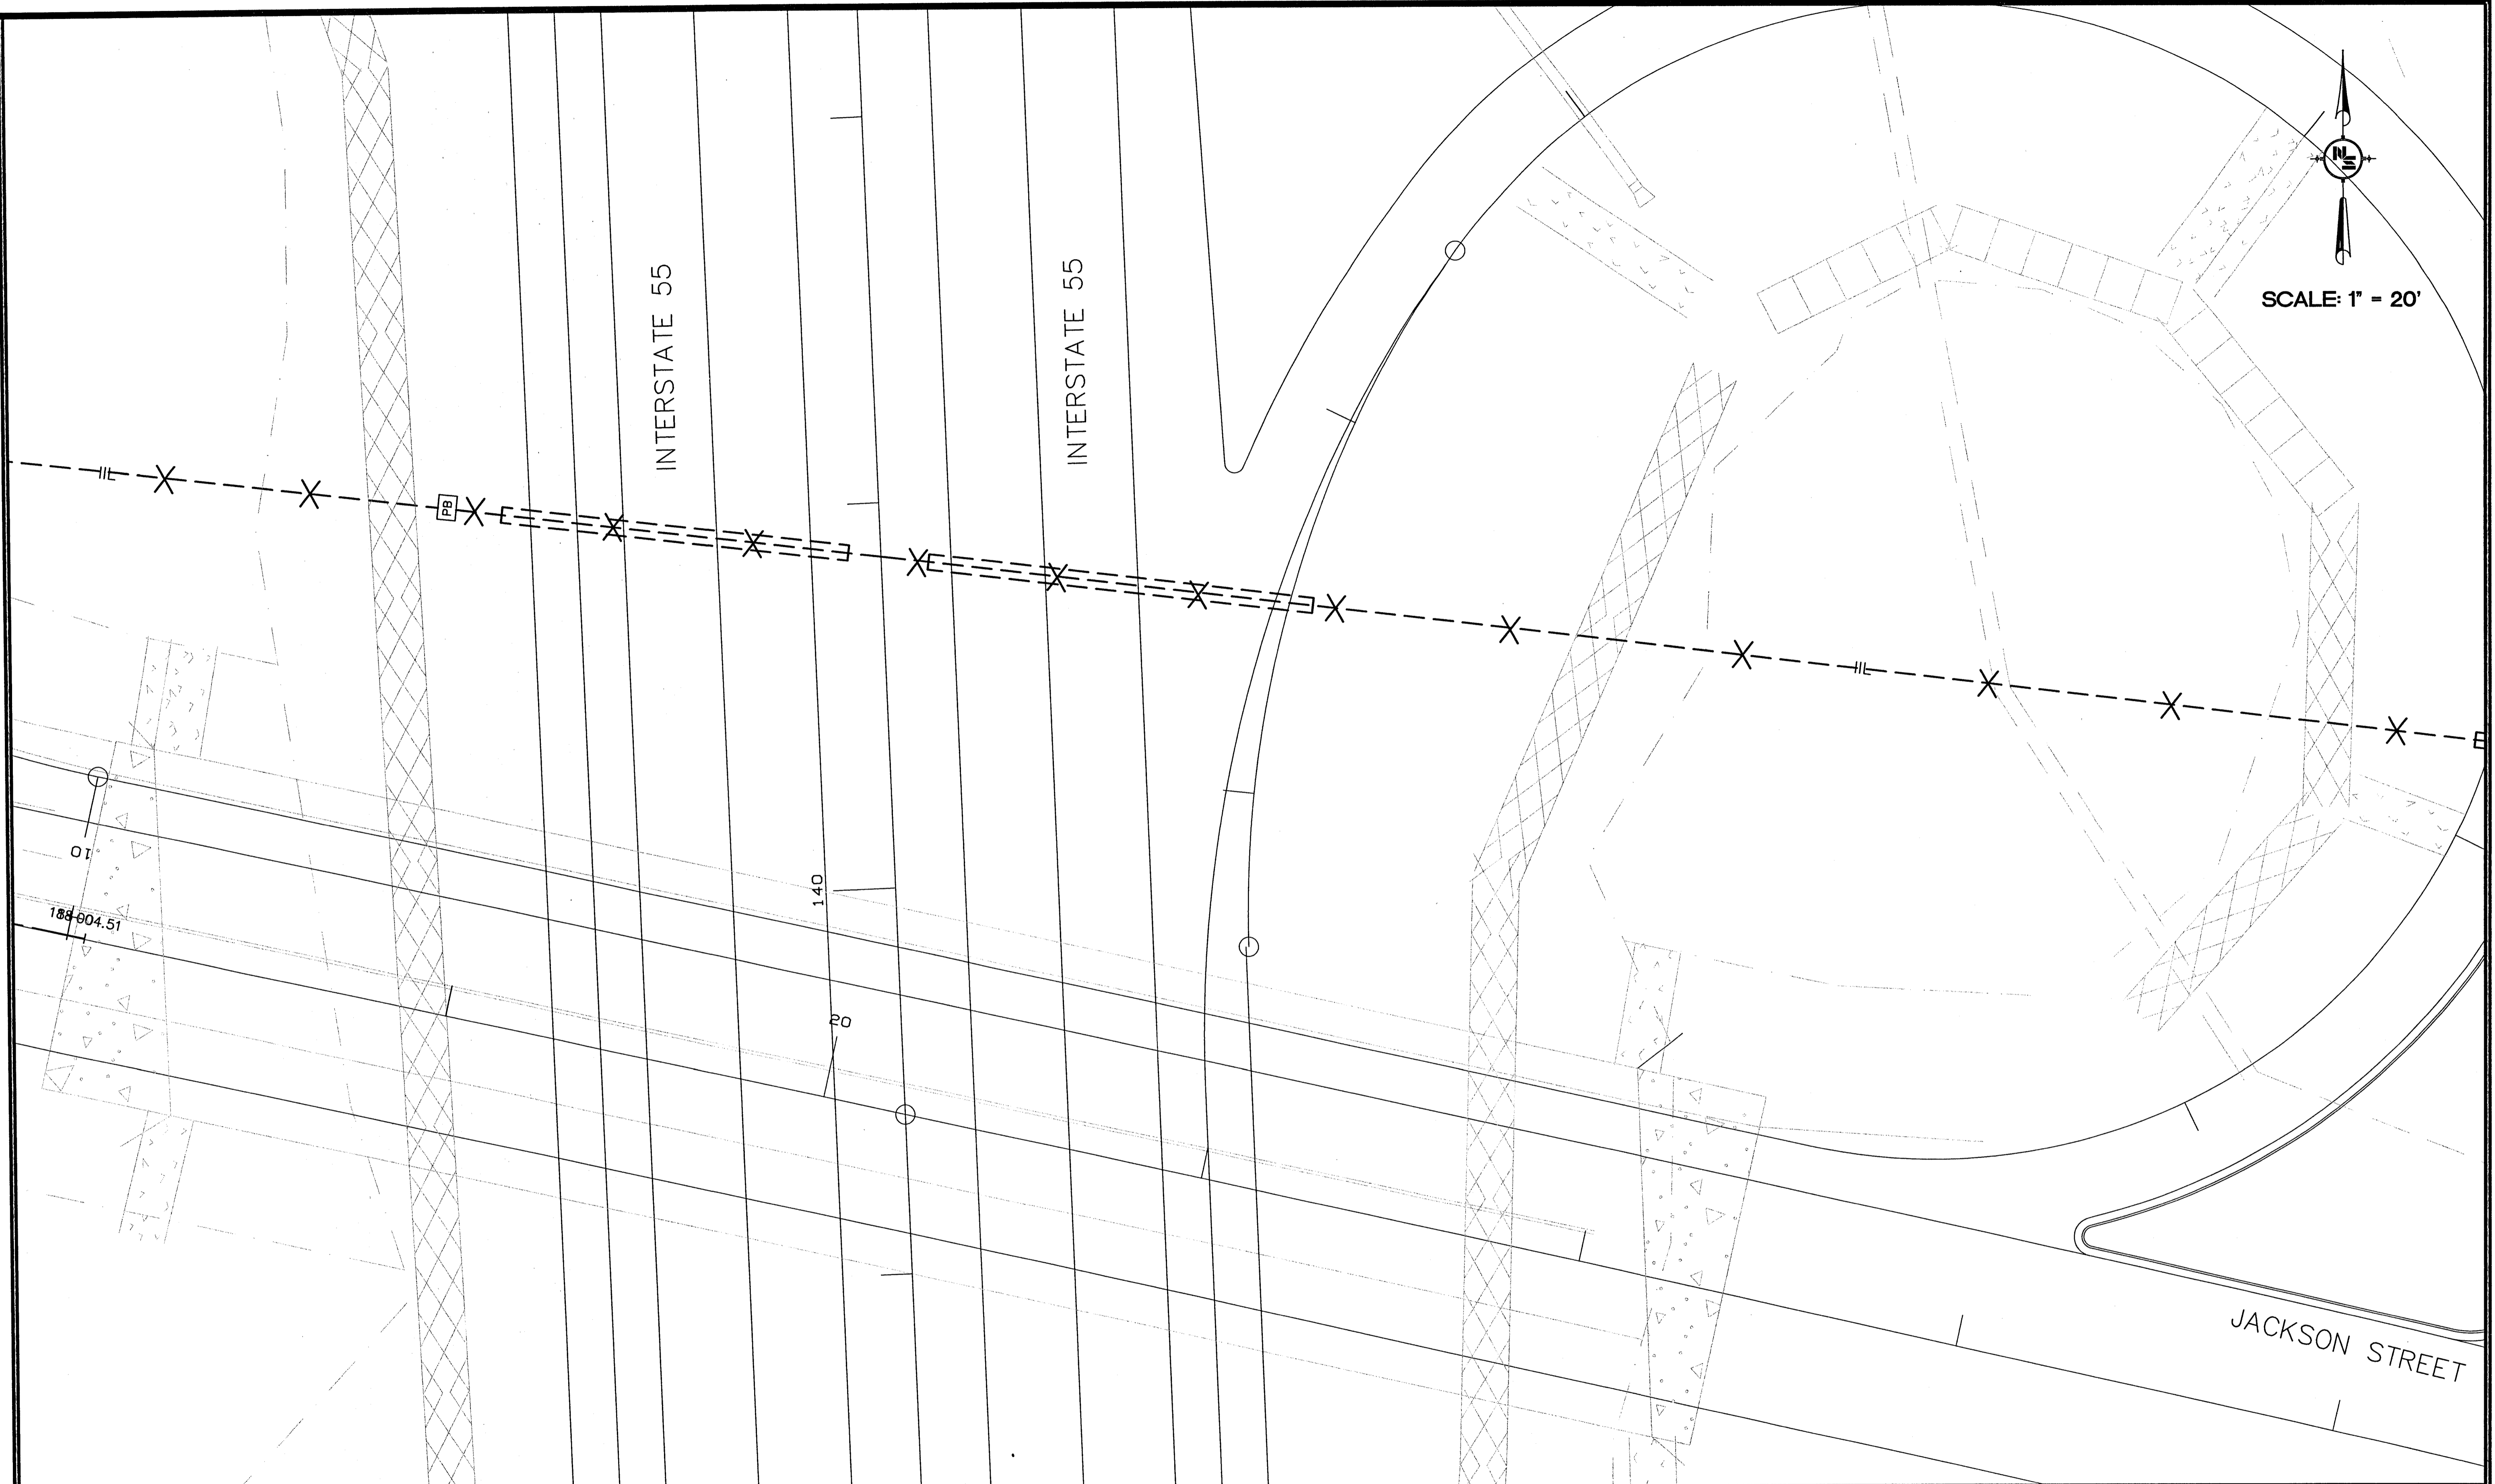 INTERSTATE 55
INTERSTATE 55
SCALE: 1" = 20'
PB
10
140
20
JACKSON STREET